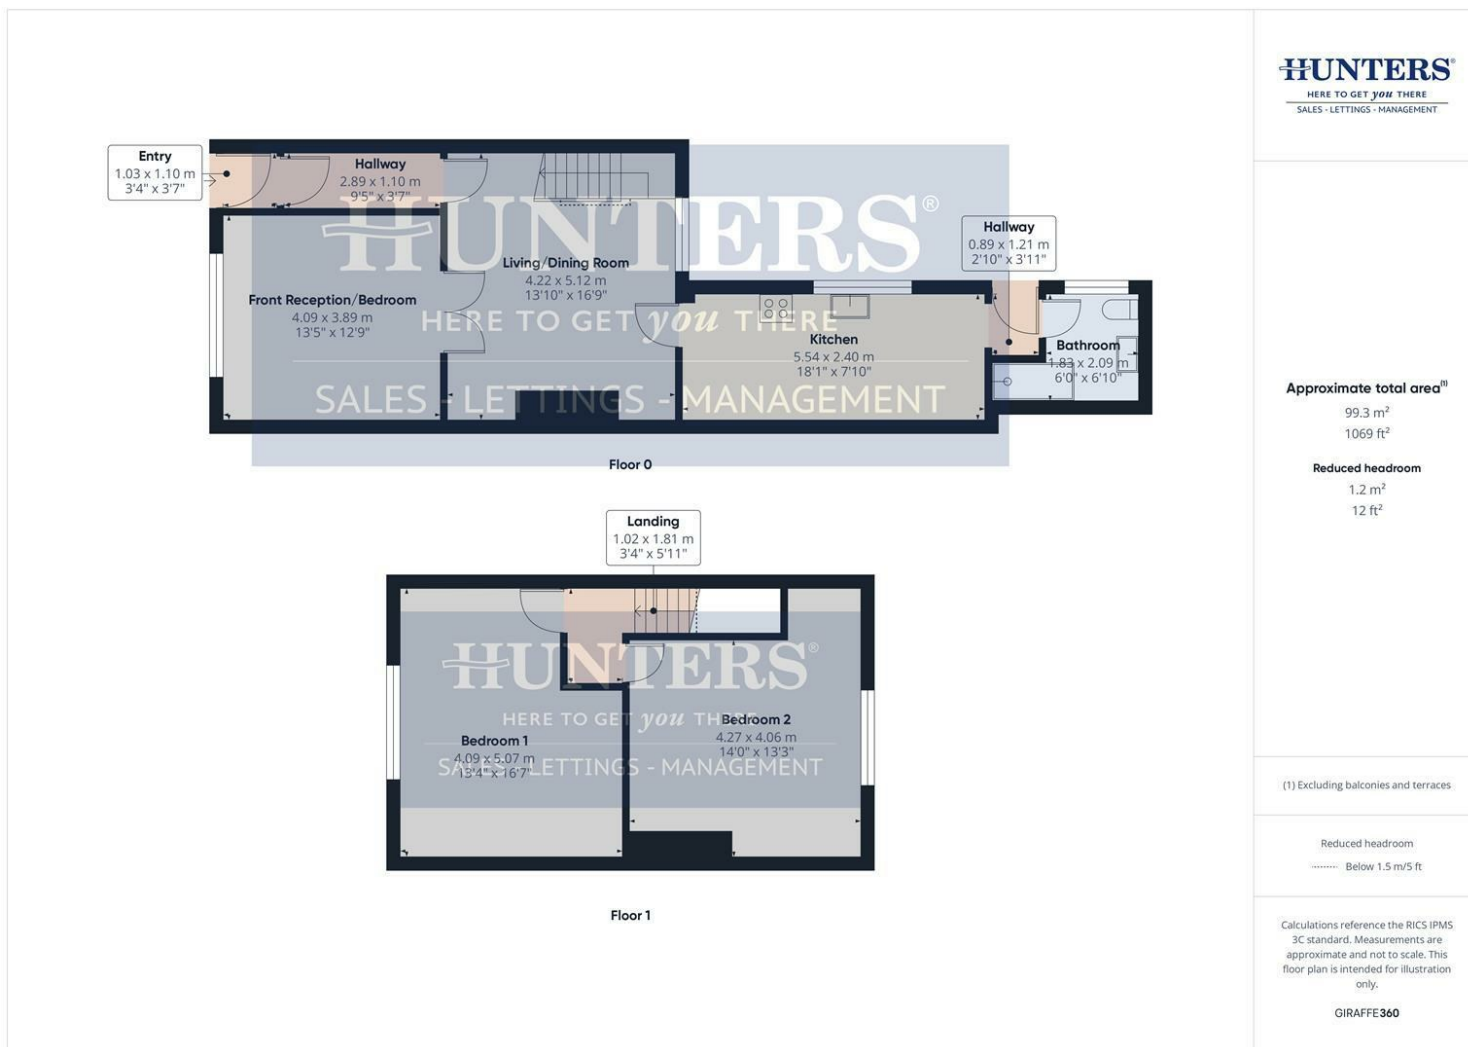 HUNTERS®
HERE TO GET you THERE
SALES - LETTINGS - MANAGEMENT
Entry
1.03 x 1.10 m
3'4" x 3'7"
Hallway
2.89 x 1.10 m
9'5" x 3'7"
HUNTERS®
Hallway
0.89 x 1.21 m
2'10" x 3'11"
Living/Dining Room
4.22 x 5.12 m
13'10" x 16'9"
Front Reception/Bedroom
4.09 x 3.89 m
13'5" x 12'9"
HERE TO GET you THERE
Kitchen
5.54 x 2.40 m
18'1" x 7'10"
Bathroom
1.83 x 2.09 m
6'0" x 6'10"
SALES - LETTINGS - MANAGEMENT
Floor 0
Approximate total area(1)
99.3 m²
1069 ft²
Reduced headroom
1.2 m²
12 ft²
Landing
1.02 x 1.81 m
3'4" x 5'11"
HUNTERS®
HERE TO GET you THERE
Bedroom 2
4.27 x 4.06 m
14'0" x 13'3"
Bedroom 1
4.09 x 5.07 m
13'4" x 16'7"
SALES - LETTINGS - MANAGEMENT
Floor 1
(1) Excluding balconies and terraces
Reduced headroom
Below 1.5 m/5 ft
Calculations reference the RICS IPMS
3C standard. Measurements are
approximate and not to scale. This
floor plan is intended for illustration
only.
GIRAFFE360